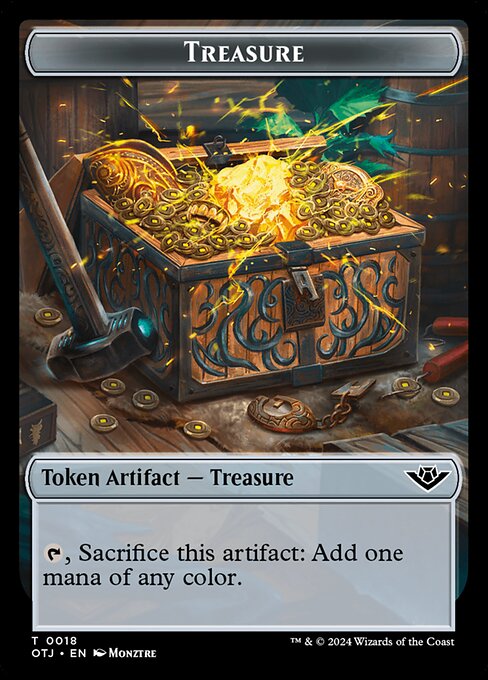 TREASURE
Token Artifact — Treasure
, Sacrifice this artifact: Add one
mana of any color.
T 0018
OTJ • EN MONZTRE
™ & © 2024 Wizards of the Coast